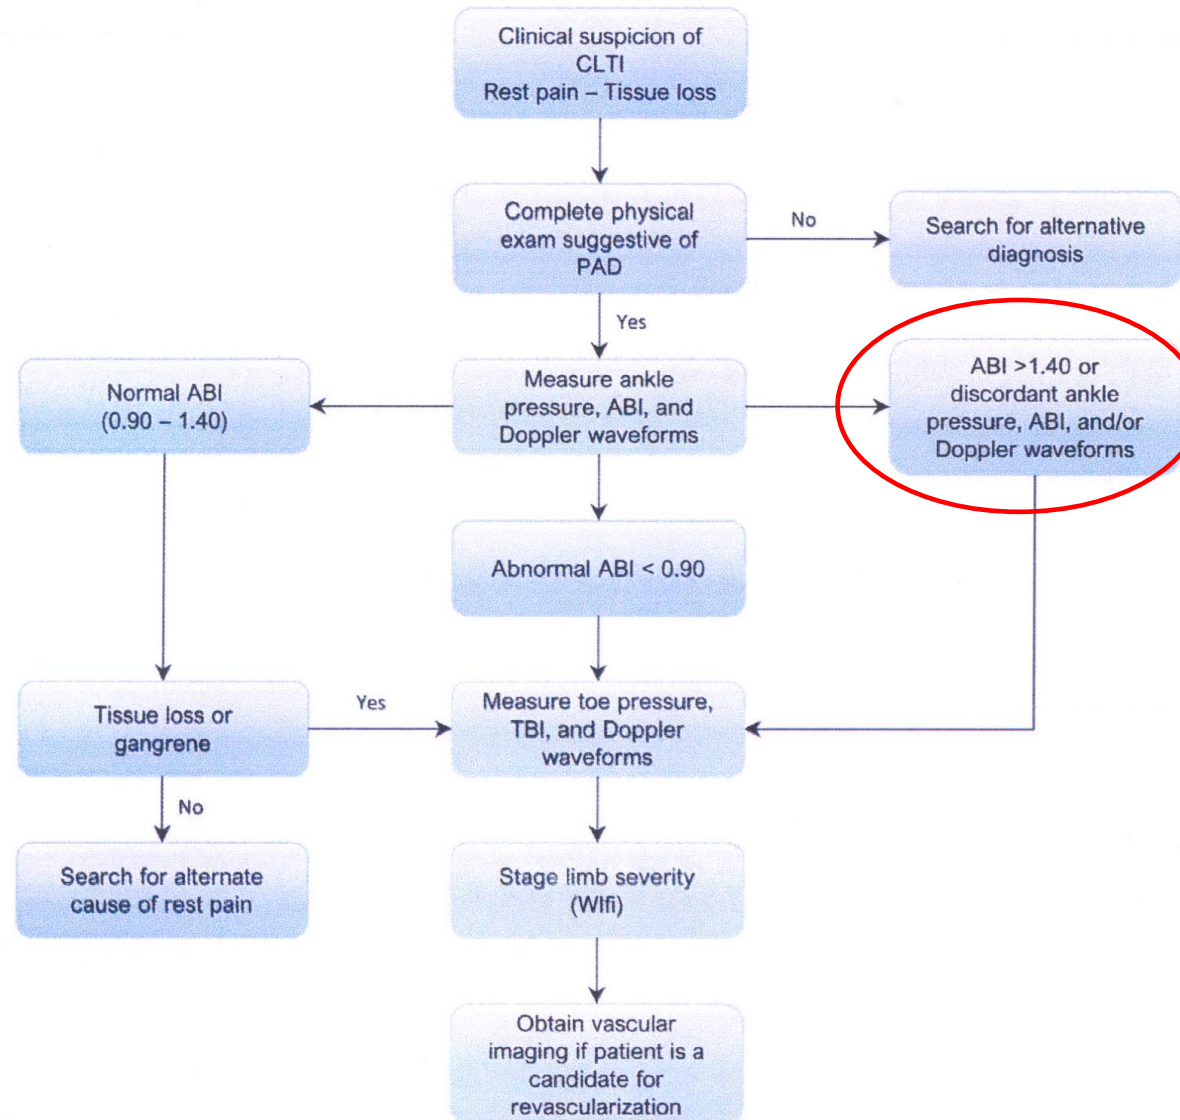 Clinical suspicion of
CLTI
Rest pain – Tissue loss
Complete physical
exam suggestive of
PAD
No
Search for alternative
diagnosis
Yes
Normal ABI
(0.90 – 1.40)
Measure ankle
pressure, ABI, and
Doppler waveforms
ABI >1.40 or
discordant ankle
pressure, ABI, and/or
Doppler waveforms
Abnormal ABI < 0.90
Tissue loss or
gangrene
Yes
Measure toe pressure,
TBI, and Doppler
waveforms
No
Search for alternate
cause of rest pain
Stage limb severity
(WIfi)
Obtain vascular
imaging if patient is a
candidate for
revascularization